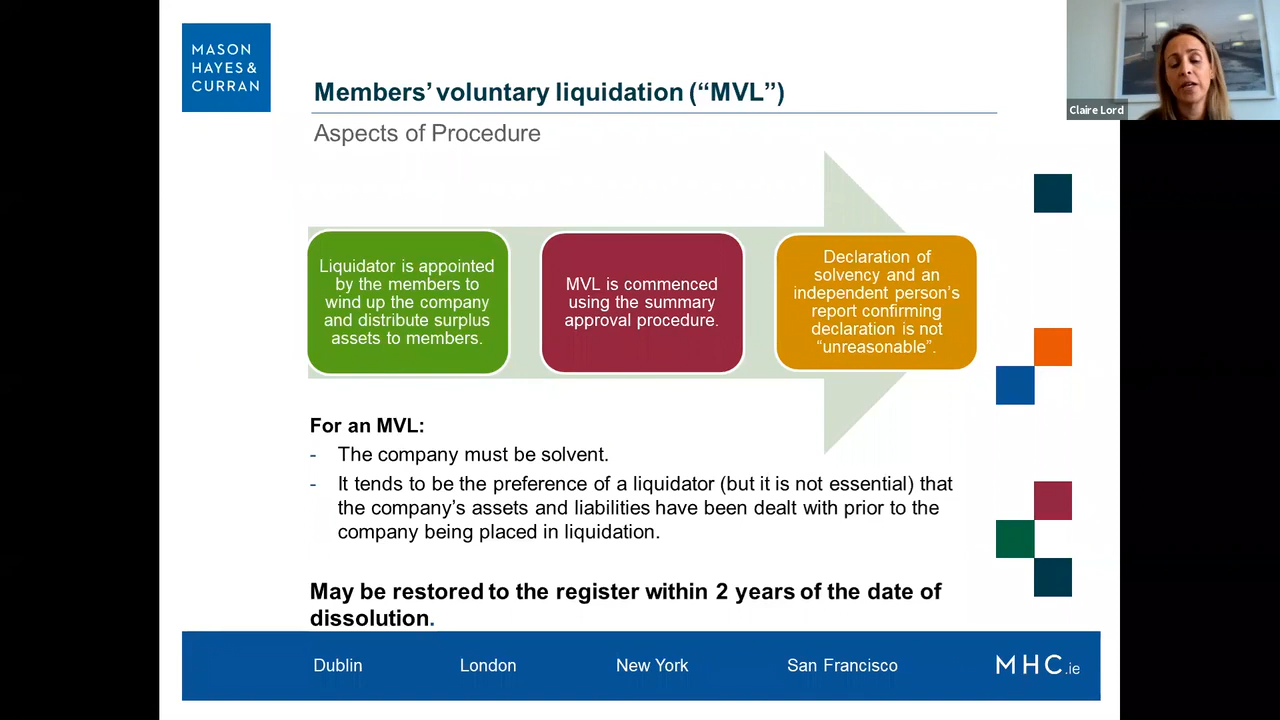 MASON
HAYES &
CURRAN
Members' voluntary liquidation (“MVL”)
Aspects of Procedure
Claire Lord
Liquidator is appointed
by the members to
wind up the company
and distribute surplus
assets to members.
MVL is commenced
using the summary
approval procedure.
Declaration of
solvency and an
independent person's
report confirming
declaration is not
“unreasonable”.
For an MVL:
- The company must be solvent.
- It tends to be the preference of a liquidator (but it is not essential) that
the company's assets and liabilities have been dealt with prior to the
company being placed in liquidation.
May be restored to the register within 2 years of the date of
dissolution.
Dublin London New York San Francisco MHC.ie